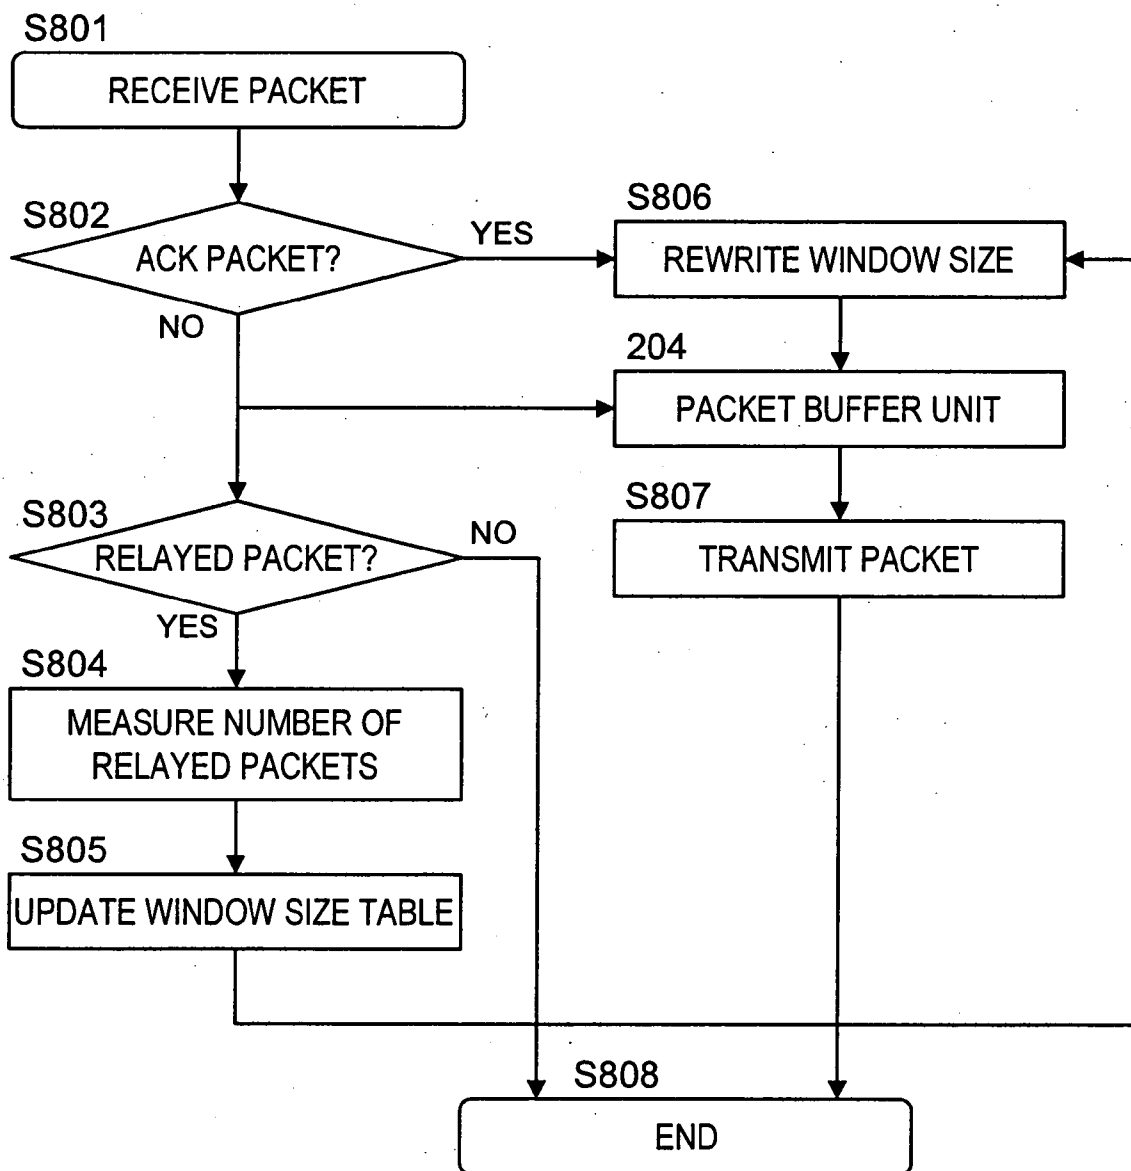 S801
RECEIVE PACKET
S802
ACK PACKET?
YES
NO
S803
RELAYED PACKET?
NO
YES
S804
MEASURE NUMBER OF
RELAYED PACKETS
S805
UPDATE WINDOW SIZE TABLE
S806
REWRITE WINDOW SIZE
204
PACKET BUFFER UNIT
S807
TRANSMIT PACKET
S808
END